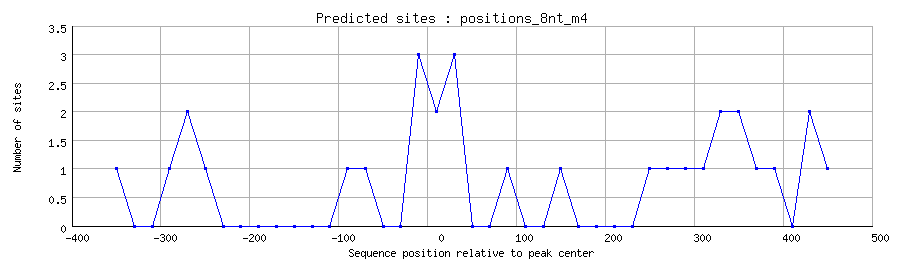 Predicted sites : positions_8nt_m4
3.5
3
2.5
2
1.5
1
0.5
0
Number of sites
-400 -300 -200 -100 0 100 200 300 400 500
Sequence position relative to peak center